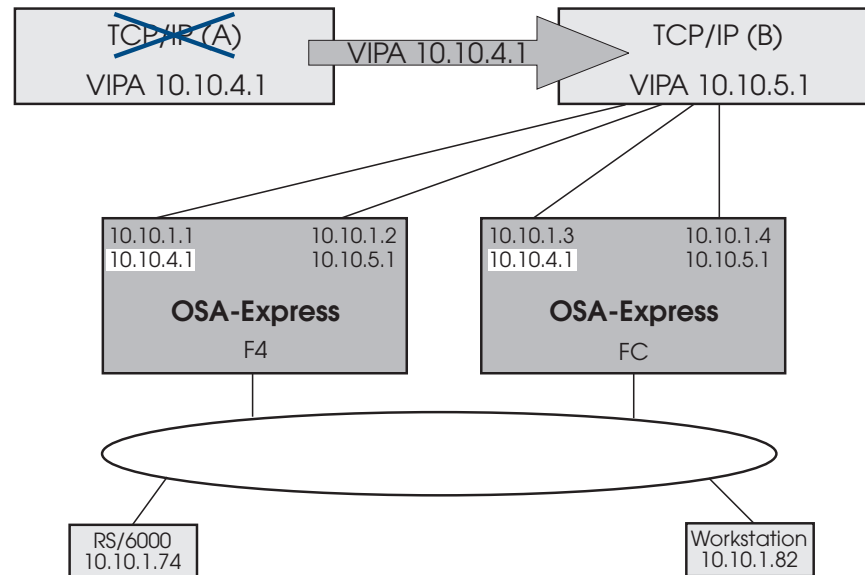 TCP/IP (A)
VIPA 10.10.4.1
VIPA 10.10.4.1
TCP/IP (B)
VIPA 10.10.5.1
10.10.1.1
10.10.1.2
10.10.4.1
10.10.5.1
OSA-Express
F4
10.10.1.3
10.10.1.4
10.10.4.1
10.10.5.1
OSA-Express
FC
RS/6000
10.10.1.74
Workstation
10.10.1.82